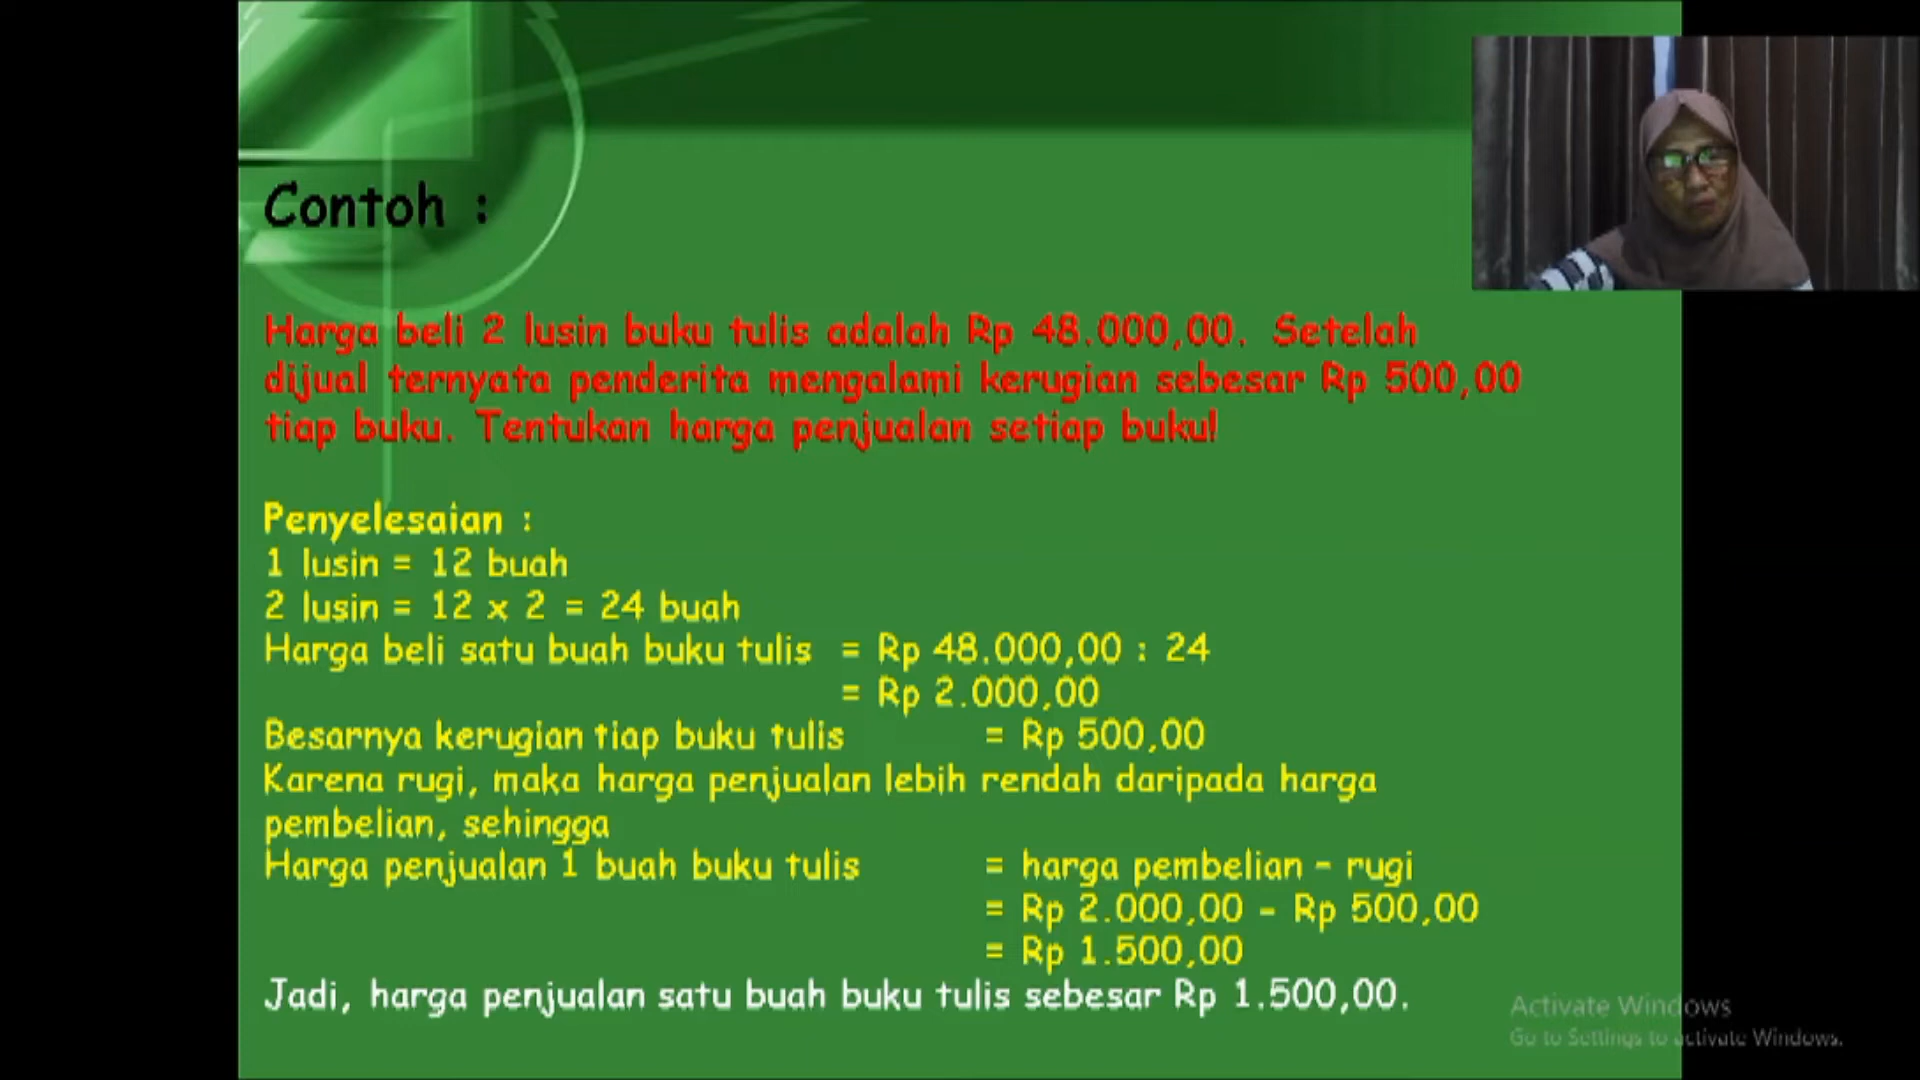 Contoh :
Harga beli 2 lusin buku tulis adalah Rp 48.000,00. Setelah
dijual ternyata penderita mengalami kerugian sebesar Rp 500,00
tiap buku. Tentukan harga penjualan setiap buku!
Penyelesaian :
1 lusin = 12 buah
2 lusin = 12 x 2 = 24 buah
Harga beli satu buah buku tulis = Rp 48.000,00 : 24
= Rp 2.000,00
Besarnya kerugian tiap buku tulis = Rp 500,00
Karena rugi, maka harga penjualan lebih rendah daripada harga
pembelian, sehingga
Harga penjualan 1 buah buku tulis = harga pembelian – rugi
= Rp 2.000,00 – Rp 500,00
= Rp 1.500,00
Jadi, harga penjualan satu buah buku tulis sebesar Rp 1.500,00.
Activate Windows
Go to Settings to activate Windows.